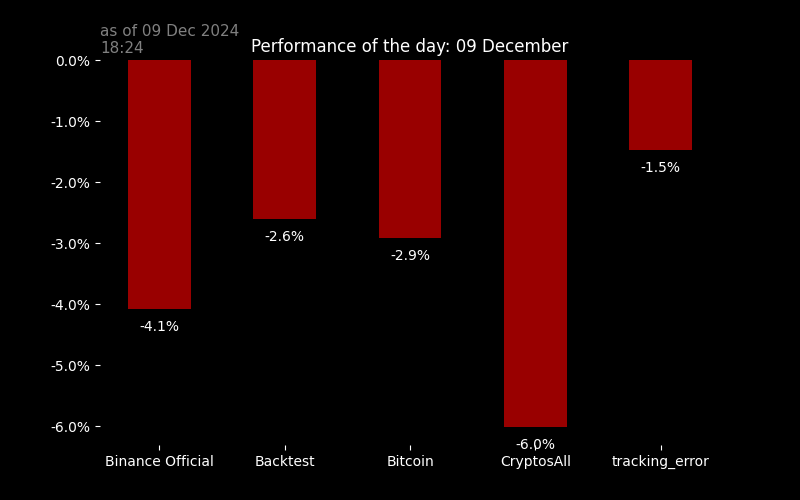 as of 09 Dec 2024
18:24
Performance of the day: 09 December
0.0%
-1.0%
-2.0%
-3.0%
-4.0%
-5.0%
-6.0%
-4.1%
-2.6%
-2.9%
-6.0%
-1.5%
Binance Official
Backtest
Bitcoin
CryptosAll
tracking_error